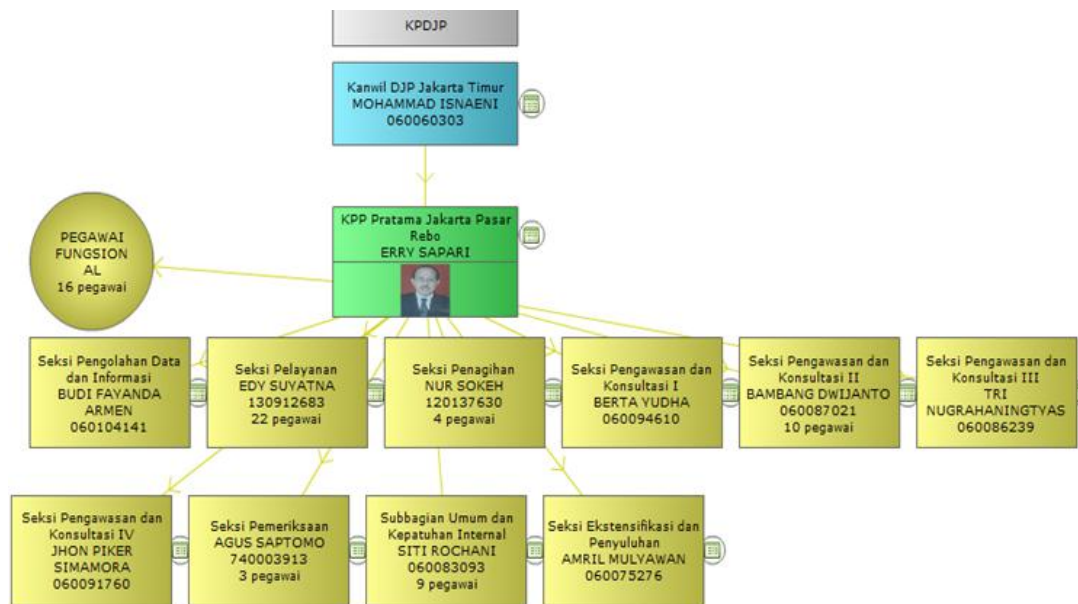 KPDJP
Kanwil DJP Jakarta Timur
MOHAMMAD ISNAENI
060060303
KPP Pratama Jakarta Pasar
Rebo
ERRY SAPARI
PEGAWAI
FUNGSION
AL
16 pegawai
Seksi Pengolahan Data
dan Informasi
BUDI FAYANDA
ARMEN
060104141
Seksi Pelayanan
EDY SUYATNA
130912683
22 pegawai
Seksi Penagihan
NUR SOKEH
120137630
4 pegawai
Seksi Pengawasan dan
Konsultasi I
BERTA YUDHA
060094610
Seksi Pengawasan dan
Konsultasi II
BAMBANG DWIJANTO
060087021
10 pegawai
Seksi Pengawasan dan
Konsultasi III
TRI
NUGRAHANINGTYAS
060086239
Seksi Pengawasan dan
Konsultasi IV
JHON PIKER
SIMAMORA
060091760
Seksi Pemeriksaan
AGUS SAPTOMO
740003913
3 pegawai
Subbagian Umum dan
Kepatuhan Internal
SITI ROCHANI
060083093
9 pegawai
Seksi Ekstensifikasi dan
Penyuluhan
AMRIL MULYAWAN
060075276